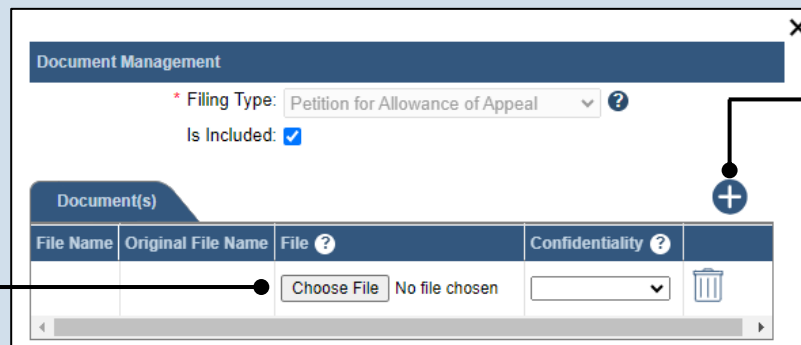 Document Management
* Filing Type: Petition for Allowance of Appeal ?
Is Included:
Document(s)
File Name Original File Name File ? Confidentiality ?
Choose File No file chosen